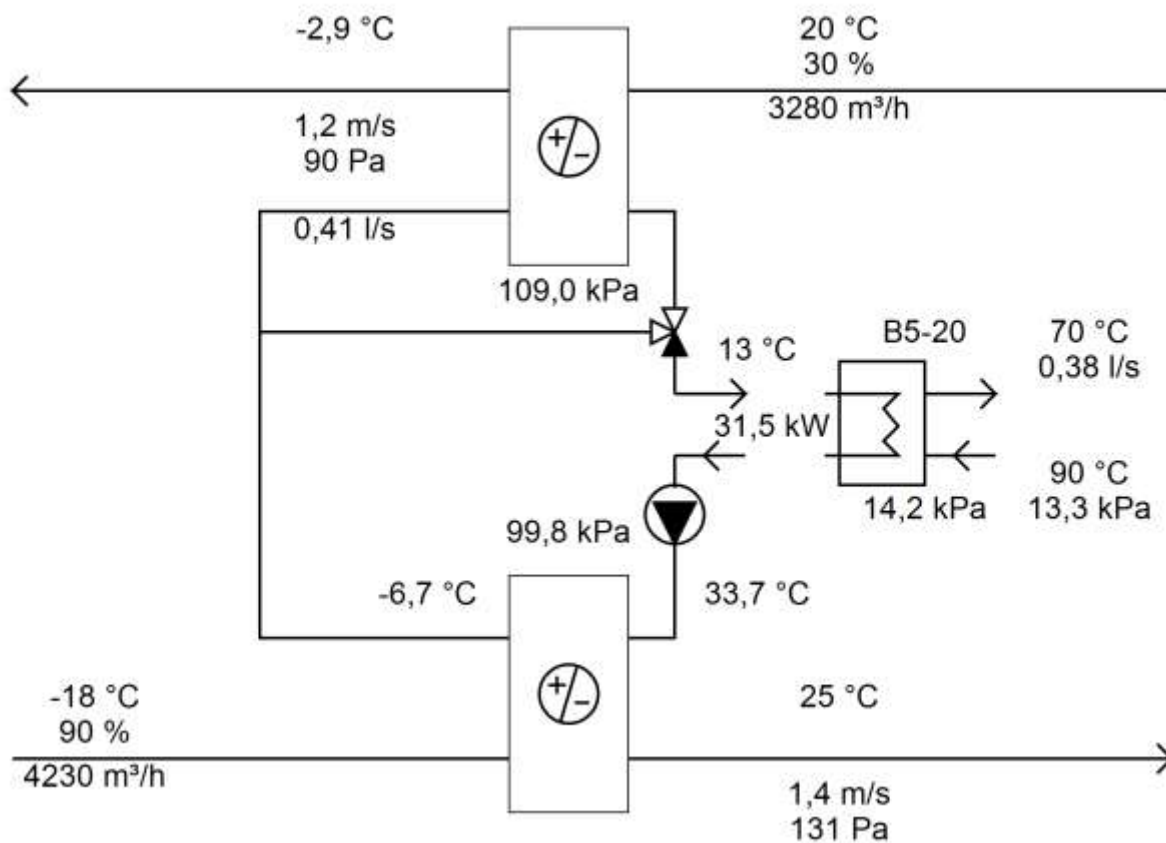 -2,9 °C
20 °C
30 %
3280 m³/h
1,2 m/s
90 Pa
0,41 l/s
109,0 kPa
13 °C
B5-20
70 °C
0,38 l/s
31,5 kW
90 °C
13,3 kPa
14,2 kPa
99,8 kPa
-6,7 °C
33,7 °C
-18 °C
90 %
4230 m³/h
25 °C
1,4 m/s
131 Pa